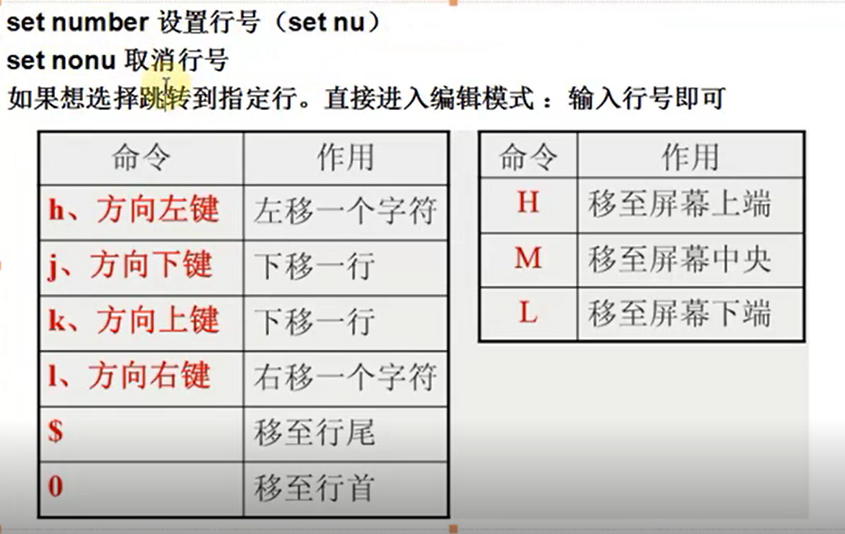 set number 设置行号（set nu）
set nonu 取消行号
如果想选择跳转到指定行。直接进入编辑模式 ：输入行号即可
命令 作用
h、方向左键 左移一个字符
j、方向下键 下移一行
k、方向上键 下移一行
l、方向右键 右移一个字符
$ 移至行尾
0 移至行首
命令 作用
H 移至屏幕上端
M 移至屏幕中央
L 移至屏幕下端